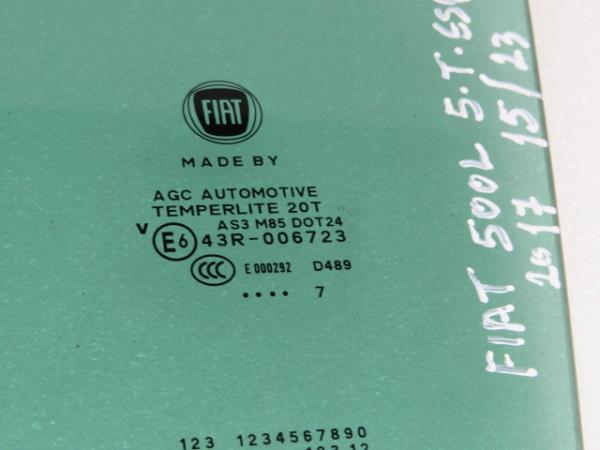 FIAT
MADE BY
AGC AUTOMOTIVE
TEMPERLITE 20T
AS3 M85 DOT24
V E6 43R-006723
CCC E 000292 D489
•••• 7
123 1234567890
FIAT 500L 5.T.
2017 15/23